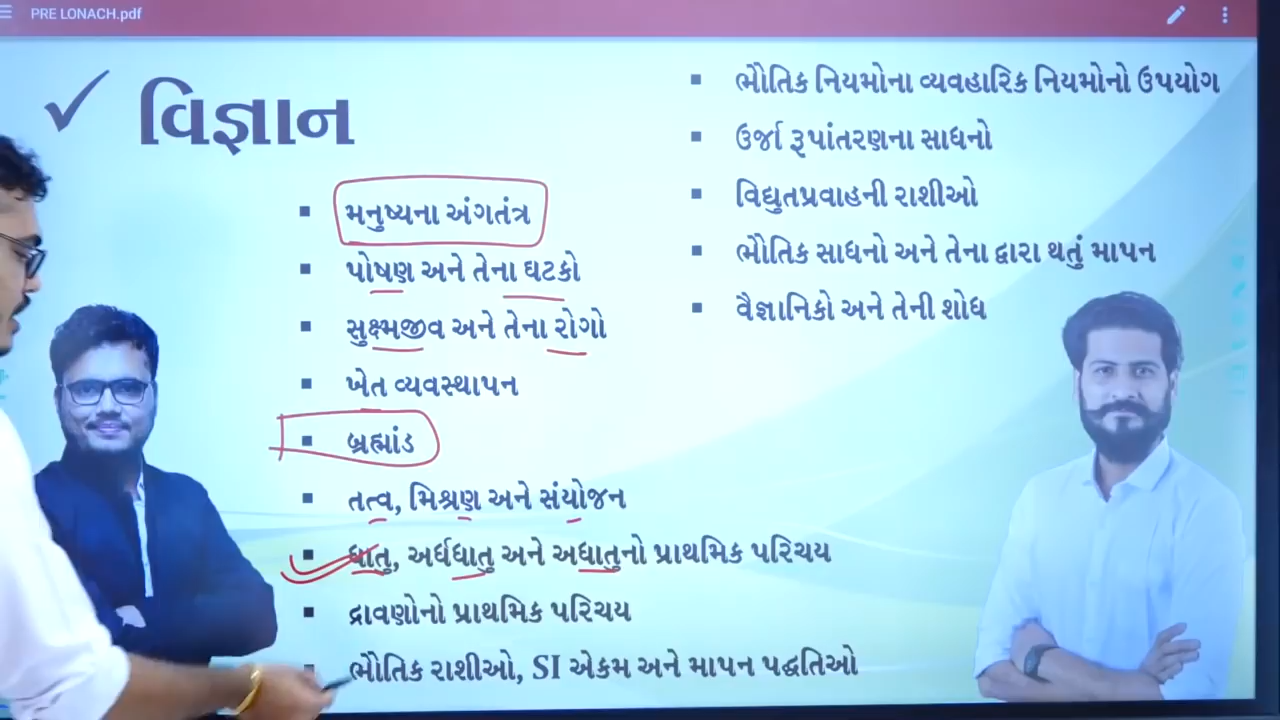 PRE LONACH.pdf
વિજ્ઞાન
મનુષ્યના અંગતંત્ર
પોષણ અને તેના ઘટકો
સુક્ષ્મજીવ અને તેના રોગો
ખેત વ્યવસ્થાપન
બ્રહ્માંડ
તત્વ, મિશ્રણ અને સંયોજન
ધાતુ, અર્ધધાતુ અને અધાતુનો પ્રાથમિક પરિચય
દ્રાવણોનો પ્રાથમિક પરિચય
ભૌતિક રાશીઓ, SI એકમ અને માપન પદ્ધતિઓ
ભૌતિક નિયમોના વ્યવહારિક નિયમોનો ઉપયોગ
ઉર્જા રૂપાંતરણના સાધનો
વિદ્યુતપ્રવાહની રાશીઓ
ભૌતિક સાધનો અને તેના દ્વારા થતું માપન
વૈજ્ઞાનિકો અને તેની શોધ